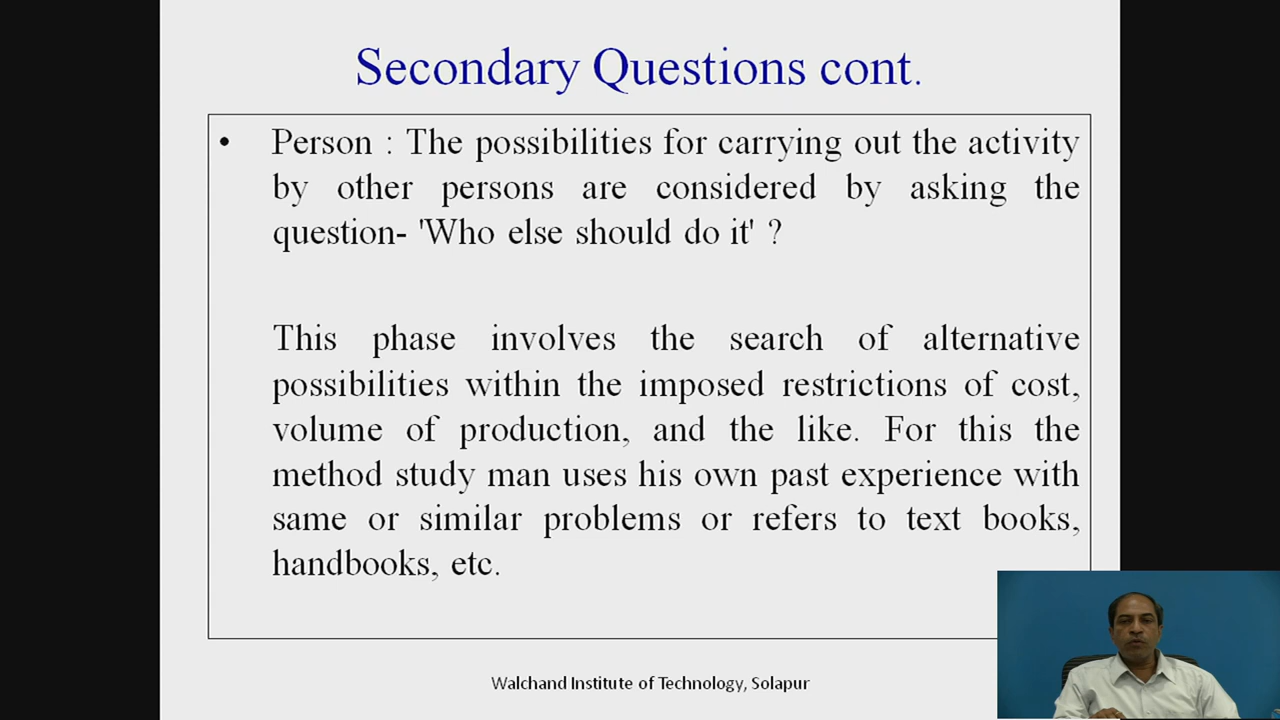 Secondary Questions cont.
• Person : The possibilities for carrying out the activity
by other persons are considered by asking the
question- 'Who else should do it' ?
This phase involves the search of alternative
possibilities within the imposed restrictions of cost,
volume of production, and the like. For this the
method study man uses his own past experience with
same or similar problems or refers to text books,
handbooks, etc.
Walchand Institute of Technology, Solapur